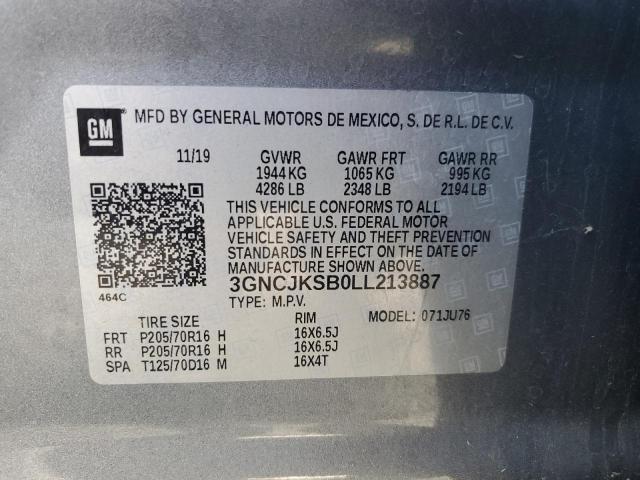 GM
MFD BY GENERAL MOTORS DE MEXICO, S. DE R.L. DE C.V.
11/19 GVWR GAWR FRT GAWR RR
1944 KG 1065 KG 995 KG
4286 LB 2348 LB 2194 LB
THIS VEHICLE CONFORMS TO ALL
APPLICABLE U.S. FEDERAL MOTOR
VEHICLE SAFETY AND THEFT PREVENTION
STANDARDS IN EFFECT ON THE DATE OF
MANUFACTURE SHOWN ABOVE.
464C 3GNCJKSB0LL213887
TYPE: M.P.V.
TIRE SIZE RIM MODEL: 071JU76
FRT P205/70R16 H 16X6.5J
RR P205/70R16 H 16X6.5J
SPA T125/70D16 M 16X4T